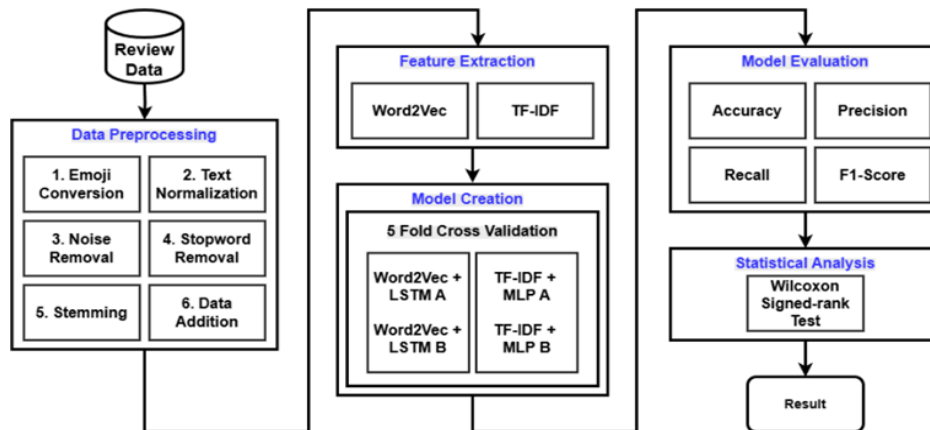 Review
Data
Data Preprocessing
1. Emoji
Conversion
2. Text
Normalization
3. Noise
Removal
4. Stopword
Removal
5. Stemming
6. Data
Addition
Feature Extraction
Word2Vec
TF-IDF
Model Creation
5 Fold Cross Validation
Word2Vec +
LSTM A
Word2Vec +
LSTM B
TF-IDF +
MLP A
TF-IDF +
MLP B
Model Evaluation
Accuracy
Precision
Recall
F1-Score
Statistical Analysis
Wilcoxon
Signed-rank
Test
Result